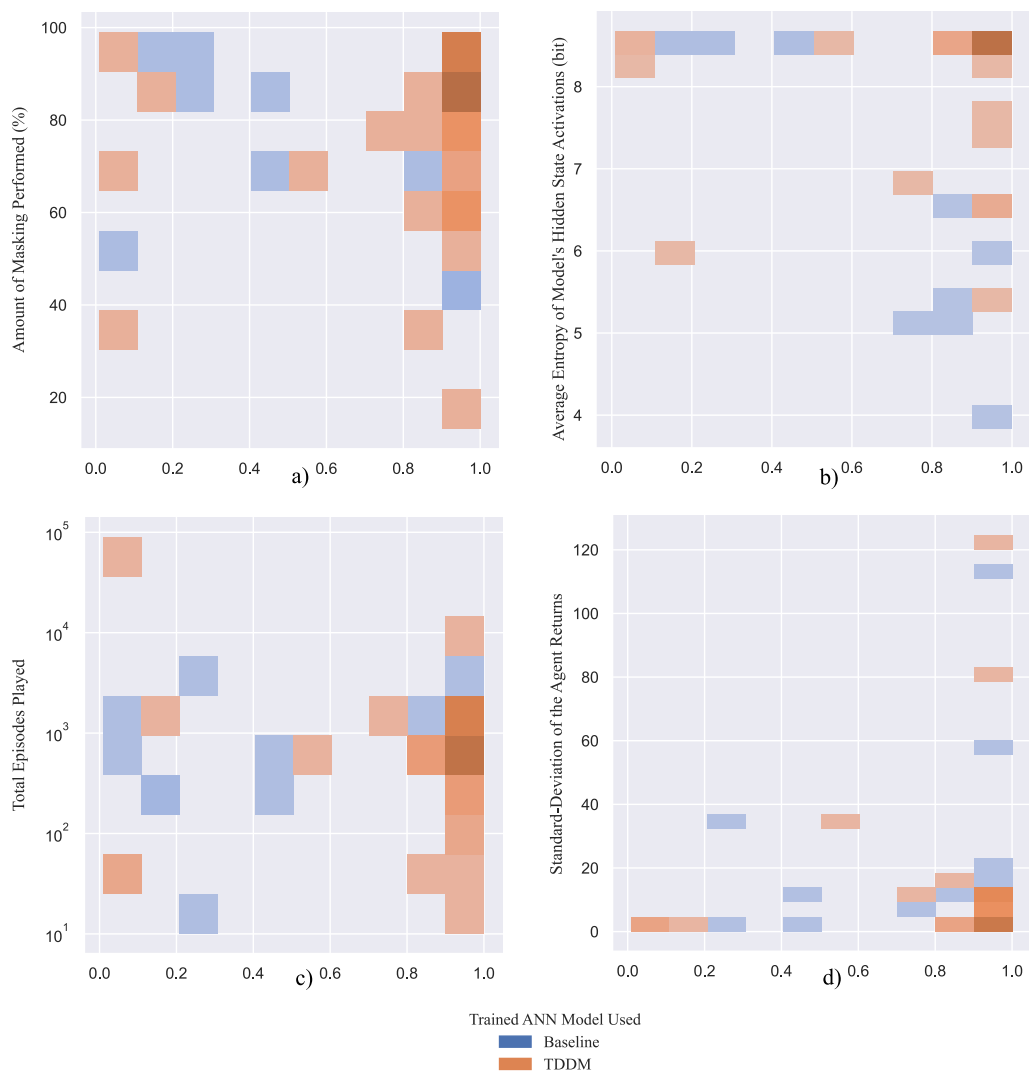 Amount of Masking Performed (%)
100
80
60
40
20
0.0 0.2 0.4 0.6 0.8 1.0
a)
Average Entropy of Model's Hidden State Activations (bit)
8
7
6
5
4
0.0 0.2 0.4 0.6 0.8 1.0
b)
Total Episodes Played
10^5
10^4
10^3
10^2
10^1
0.0 0.2 0.4 0.6 0.8 1.0
c)
Standard-Deviation of the Agent Returns
120
100
80
60
40
20
0
0.0 0.2 0.4 0.6 0.8 1.0
d)
Trained ANN Model Used
Baseline
TDDM